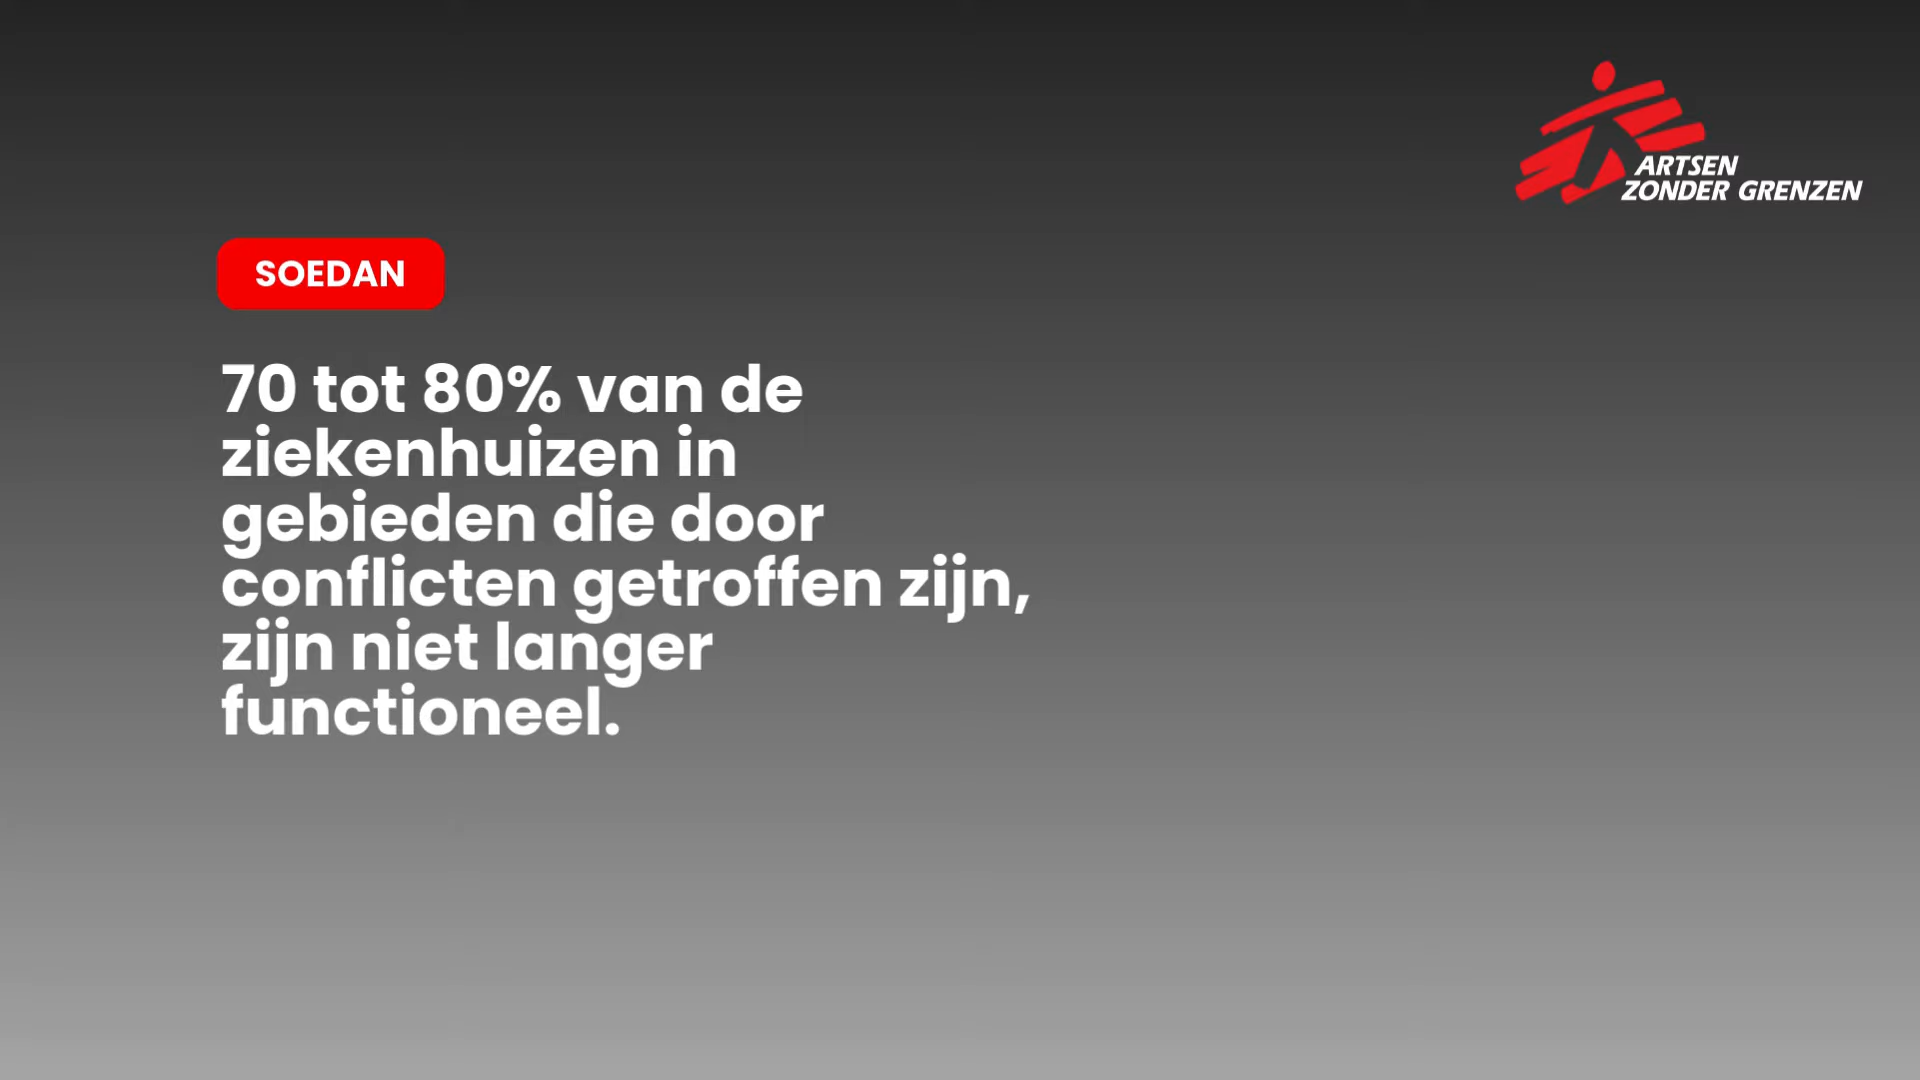 ARTSEN
ZONDER GRENZEN
SOEDAN
70 tot 80% van de
ziekenhuizen in
gebieden die door
conflicten getroffen zijn,
zijn niet langer
functioneel.